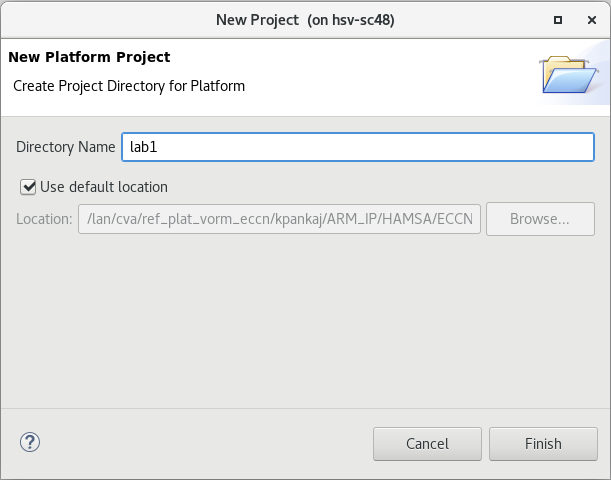 New Project  (on hsv-sc48)
New Platform Project
Create Project Directory for Platform
Directory Name lab1
Use default location
Location: /lan/cva/ref_plat_vorm_eccn/kpankaj/ARM_IP/HAMSA/ECCN Browse...
? Cancel Finish